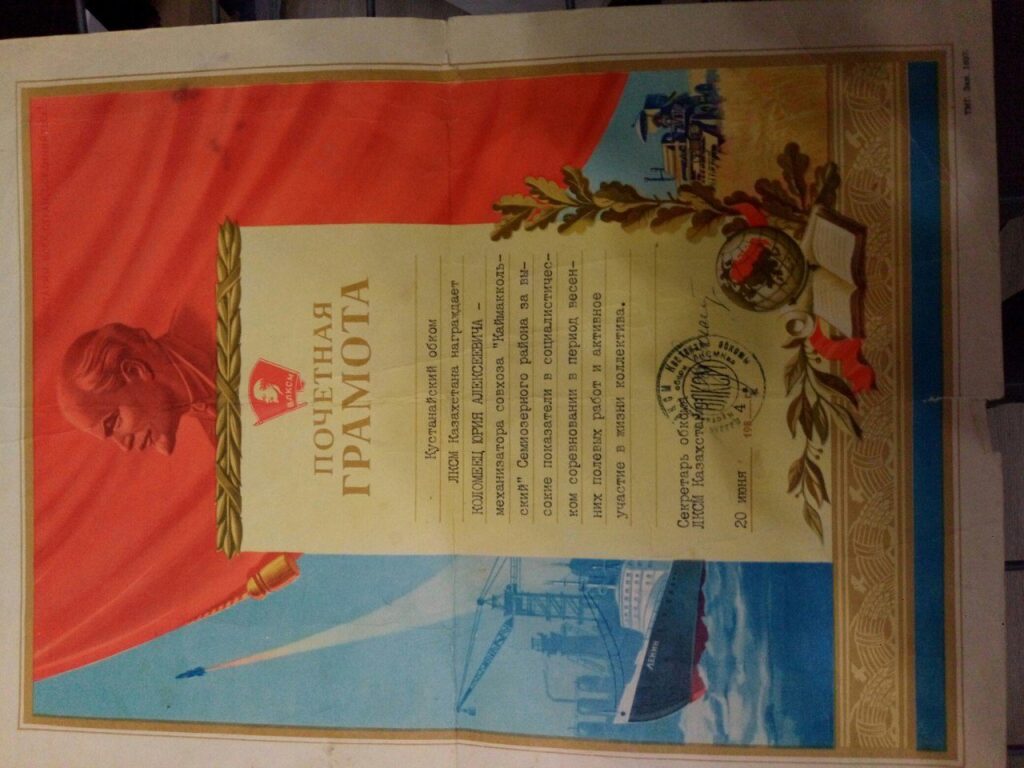 ВЛКСМ
ПОЧЕТНАЯ
ГРАМОТА
Кустанайский обком
ЛКСМ Казахстана награждает
КОЛОМЕЕЦ ЮРИЯ АЛЕКСЕЕВИЧА –
механизатора совхоза "Каймакколь-
ский" Семиозерного района за вы-
сокие показатели в социалистичес-
ком соревновании в период весен-
них полевых работ и активное
участие в жизни коллектива.
Секретарь обкома
ЛКСМ Казахстана
20 июня 1984
ЛЕНИН